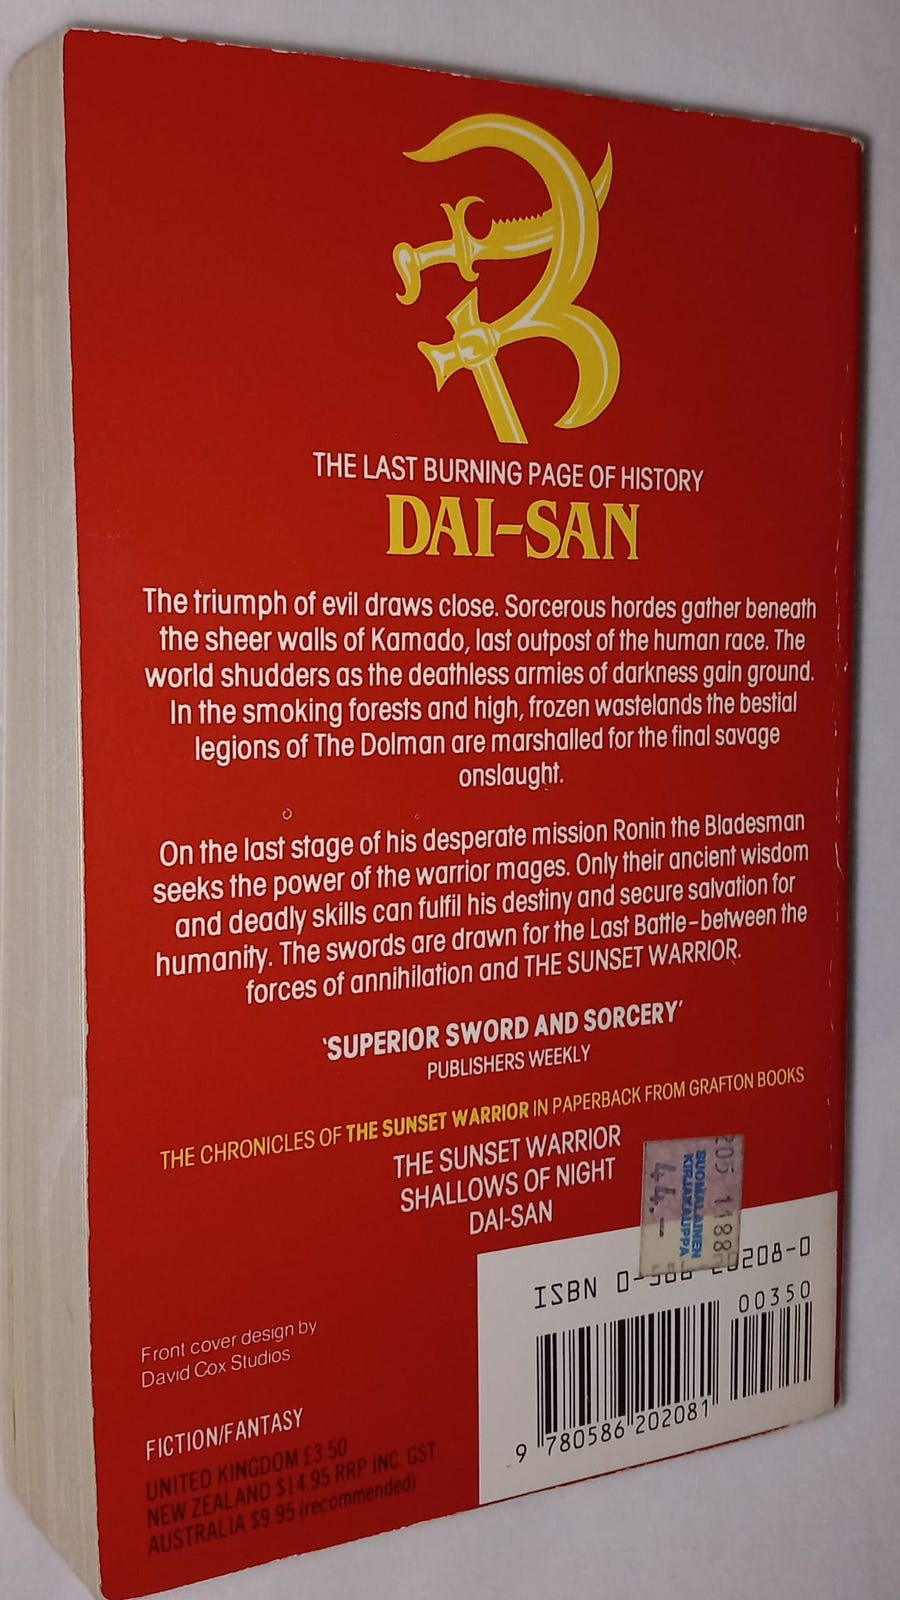 THE LAST BURNING PAGE OF HISTORY
DAI-SAN
The triumph of evil draws close. Sorcerous hordes gather beneath
the sheer walls of Kamado, last outpost of the human race. The
world shudders as the deathless armies of darkness gain ground.
In the smoking forests and high, frozen wastelands the bestial
legions of The Dolman are marshalled for the final savage
onslaught.
On the last stage of his desperate mission Ronin the Bladesman
seeks the power of the warrior mages. Only their ancient wisdom
and deadly skills can fulfil his destiny and secure salvation for
humanity. The swords are drawn for the Last Battle–between the
forces of annihilation and THE SUNSET WARRIOR.
'SUPERIOR SWORD AND SORCERY'
PUBLISHERS WEEKLY
THE CHRONICLES OF THE SUNSET WARRIOR IN PAPERBACK FROM GRAFTON BOOKS
THE SUNSET WARRIOR
SHALLOWS OF NIGHT
DAI-SAN
205 1188
SUOMALAINEN
KIRJAKAUPPA
44.–
ISBN 0- 208-0
00350
9 780586 202081
Front cover design by
David Cox Studios
FICTION/FANTASY
UNITED KINGDOM £3.50
NEW ZEALAND $14.95 RRP INC. GST
AUSTRALIA $9.95 (recommended)